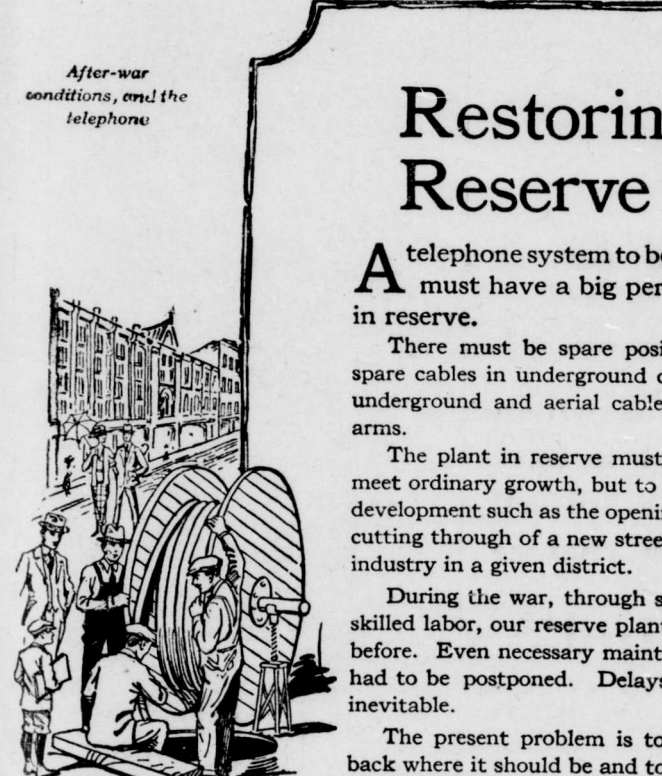 After-war
conditions, and the
telephone
Restorin
Reserve
A telephone system to b
must have a big per
in reserve.
There must be spare posi
spare cables in underground
underground and aerial cable
arms.
The plant in reserve must
meet ordinary growth, but to
development such as the openi
cutting through of a new stree
industry in a given district.
During the war, through s
skilled labor, our reserve plan
before. Even necessary maint
had to be postponed. Delays
inevitable.
The present problem is to
back where it should be and to